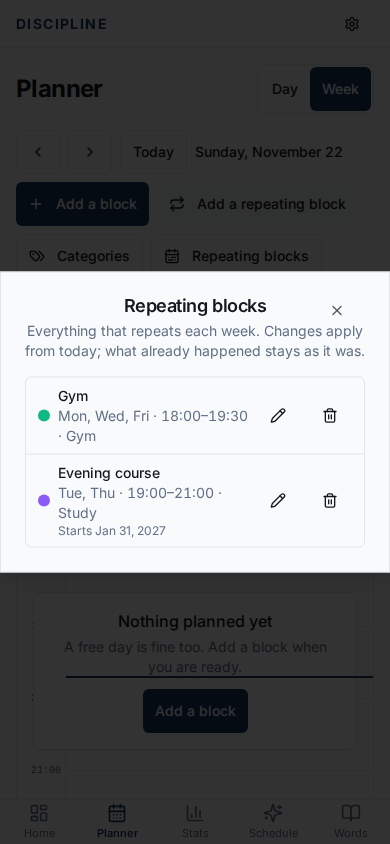 DISCIPLINE
Planner
Day
Week
Today
Sunday, November 22
Add a block
Add a repeating block
Categories
Repeating blocks
Repeating blocks
Everything that repeats each week. Changes apply
from today; what already happened stays as it was.
Gym
Mon, Wed, Fri · 18:00–19:30
· Gym
Evening course
Tue, Thu · 19:00–21:00 ·
Study
Starts Jan 31, 2027
Nothing planned yet
A free day is fine too. Add a block when
you are ready.
Add a block
21:00
Home
Planner
Stats
Schedule
Words